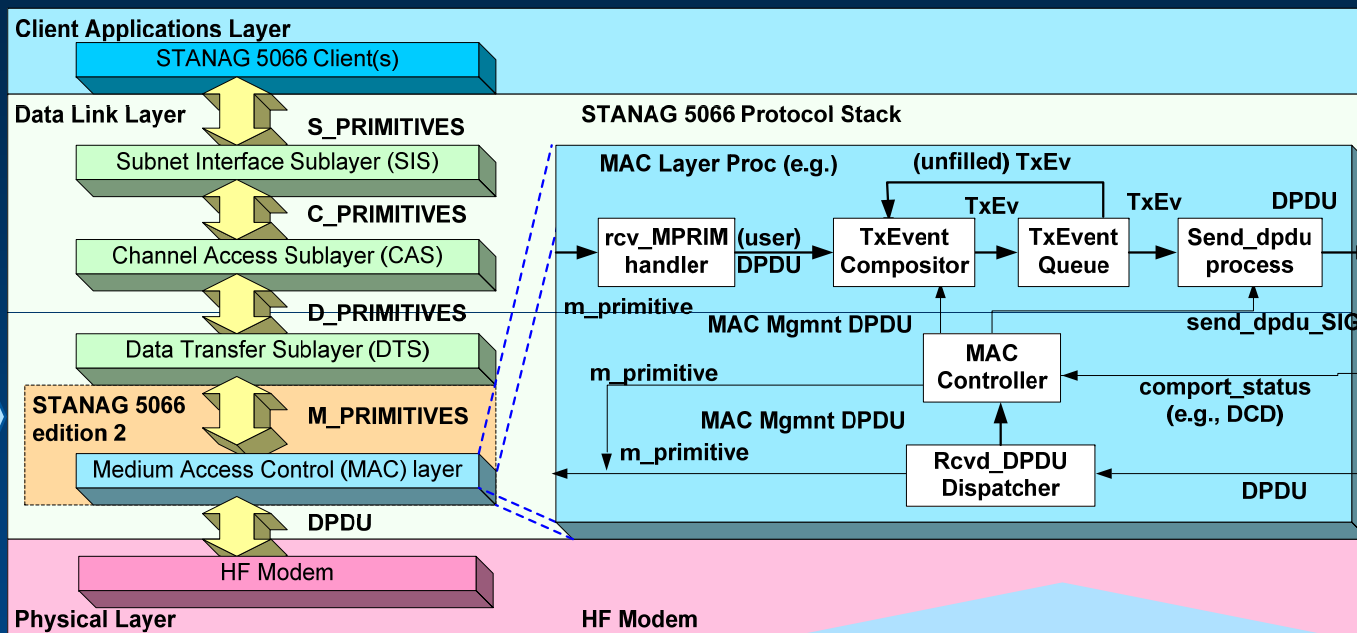 Client Applications Layer
STANAG 5066 Client(s)
Data Link Layer
S_PRIMITIVES
Subnet Interface Sublayer (SIS)
C_PRIMITIVES
Channel Access Sublayer (CAS)
D_PRIMITIVES
Data Transfer Sublayer (DTS)
STANAG 5066
edition 2
M_PRIMITIVES
Medium Access Control (MAC) layer
DPDU
HF Modem
Physical Layer
STANAG 5066 Protocol Stack
MAC Layer Proc (e.g.)
(unfilled) TxEv
TxEv
TxEv
DPDU
rcv_MPRIM
handler
(user)
DPDU
TxEvent
Compositor
TxEvent
Queue
Send_dpdu
process
m_primitive
MAC Mgmnt DPDU
send_dpdu_SIG
MAC
Controller
m_primitive
comport_status
(e.g., DCD)
MAC Mgmnt DPDU
m_primitive
Rcvd_DPDU
Dispatcher
DPDU
HF Modem